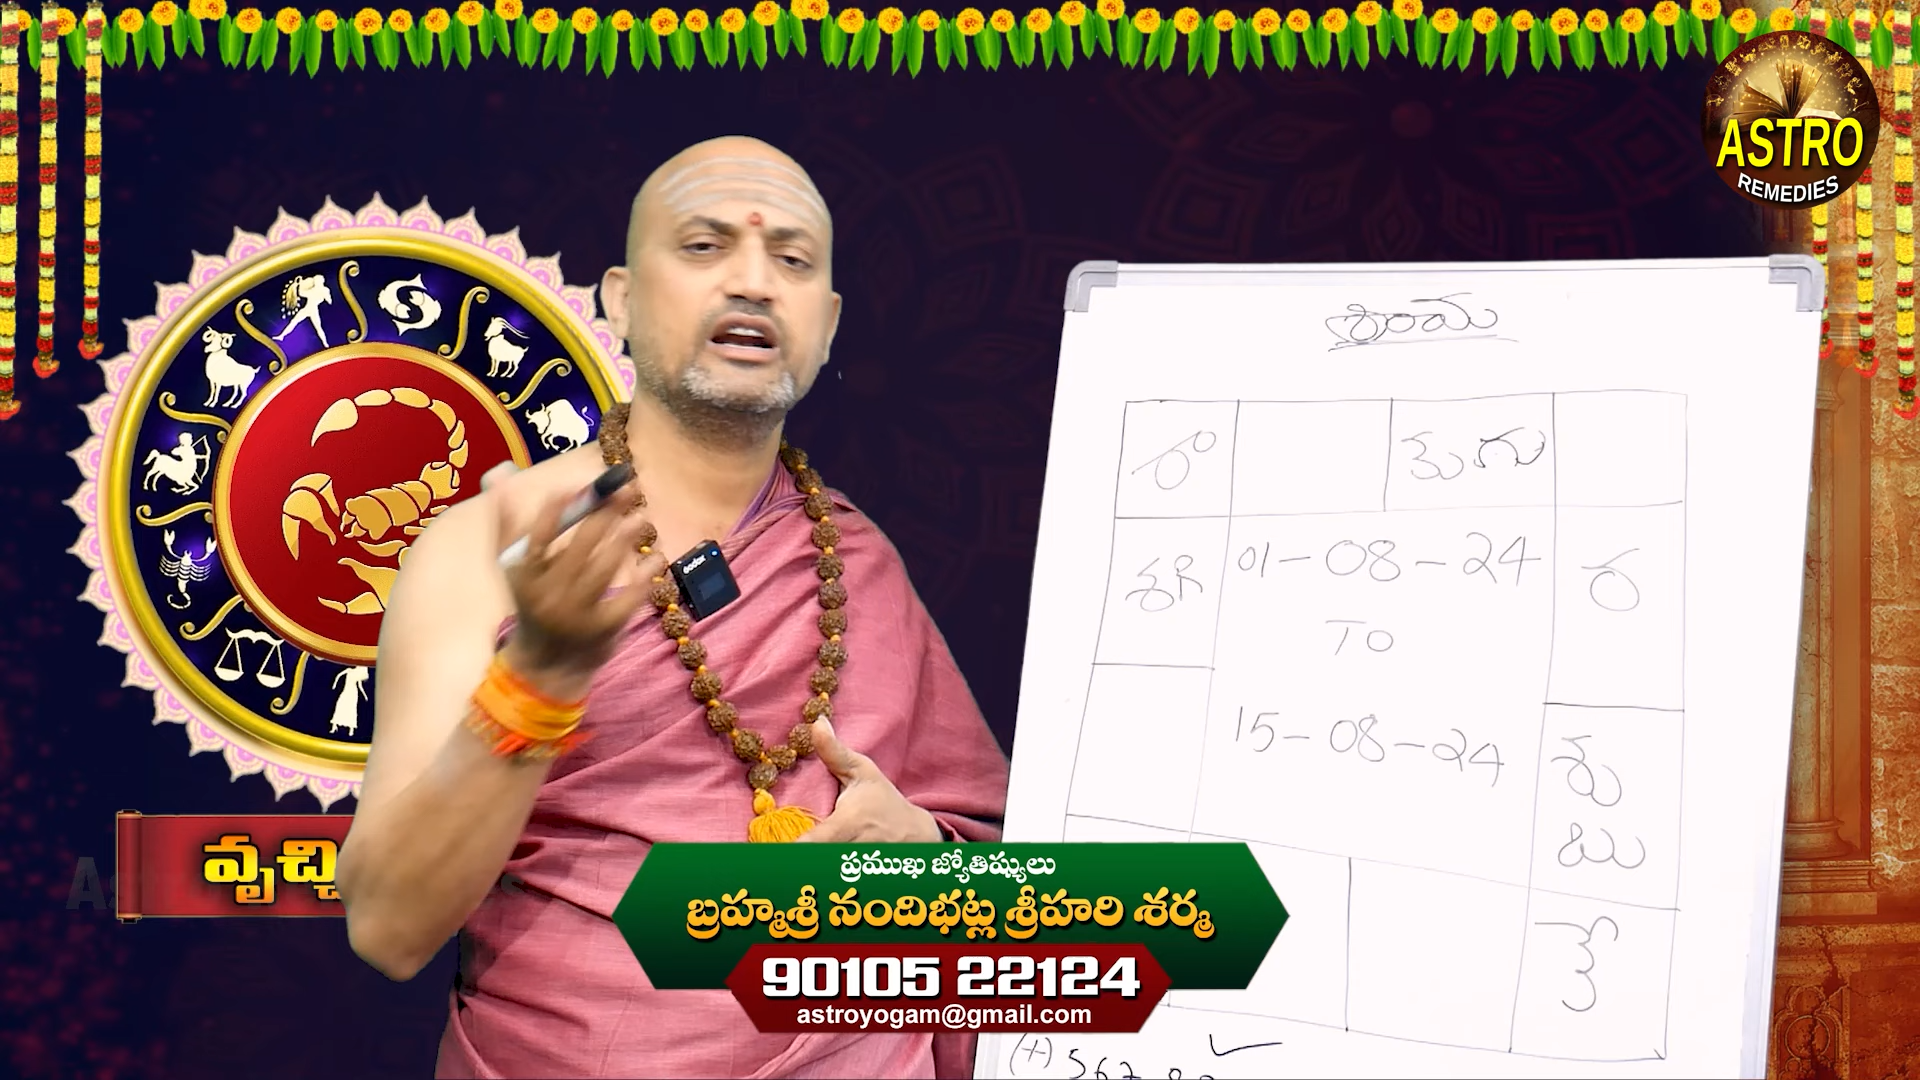 ASTRO
REMEDIES
శ్రీరామ
రా
కు గు
శని
ర
01-08-24
TO
15-08-24
శు
బు
కే
వృచ్చి
ప్రముఖ జ్యోతిష్యులు
బ్రహ్మశ్రీ నందిభట్ల శ్రీహరి శర్మ
90105 22124
astroyogam@gmail.com
(+) 567